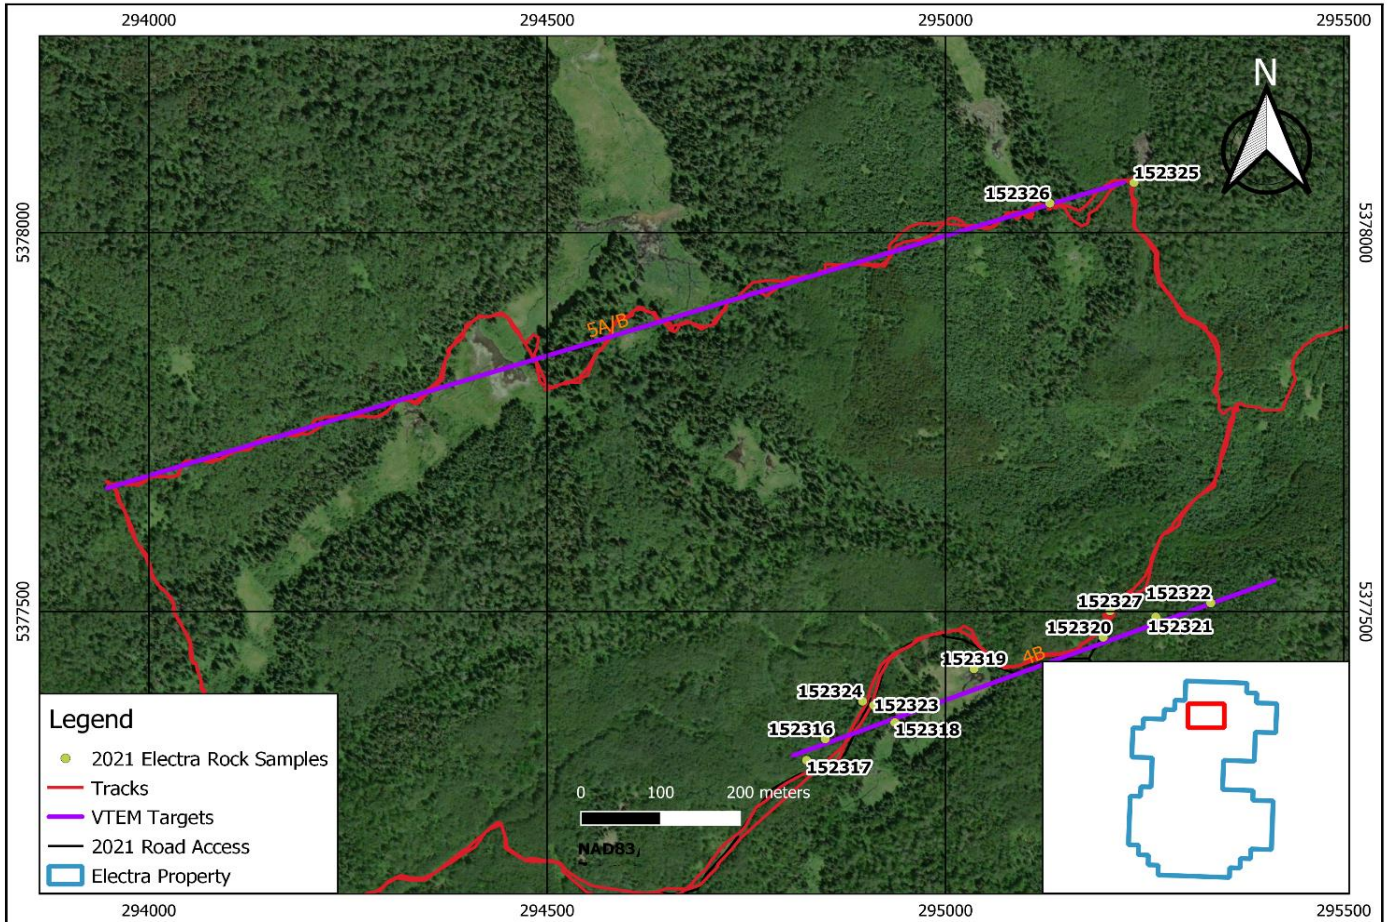 294000 294500 295000 295500
N
152325
152326
5378000 5378000
5A/B
5377500 5377500
152322
152327
152320 152321
4B
152319
152324
152323
152316 152318
152317
Legend
2021 Electra Rock Samples
Tracks
VTEM Targets
2021 Road Access
Electra Property
0 100 200 meters
NAD83
294000 294500 295000 295500